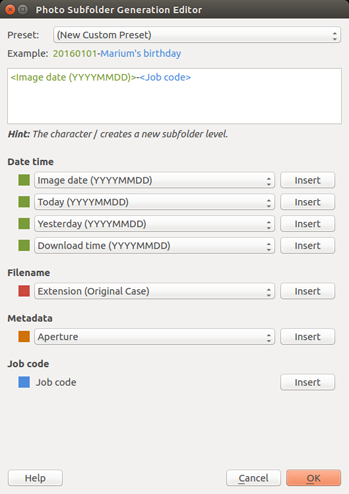 Photo Subfolder Generation Editor
Preset: (New Custom Preset)
Example: 20160101-Marium's birthday
<Image date (YYYYMMDD)>-<Job code>
Hint: The character / creates a new subfolder level.
Date time
Image date (YYYYMMDD) Insert
Today (YYYYMMDD) Insert
Yesterday (YYYYMMDD) Insert
Download time (YYYYMMDD) Insert
Filename
Extension (Original Case) Insert
Metadata
Aperture Insert
Job code
Job code Insert
Help Cancel OK